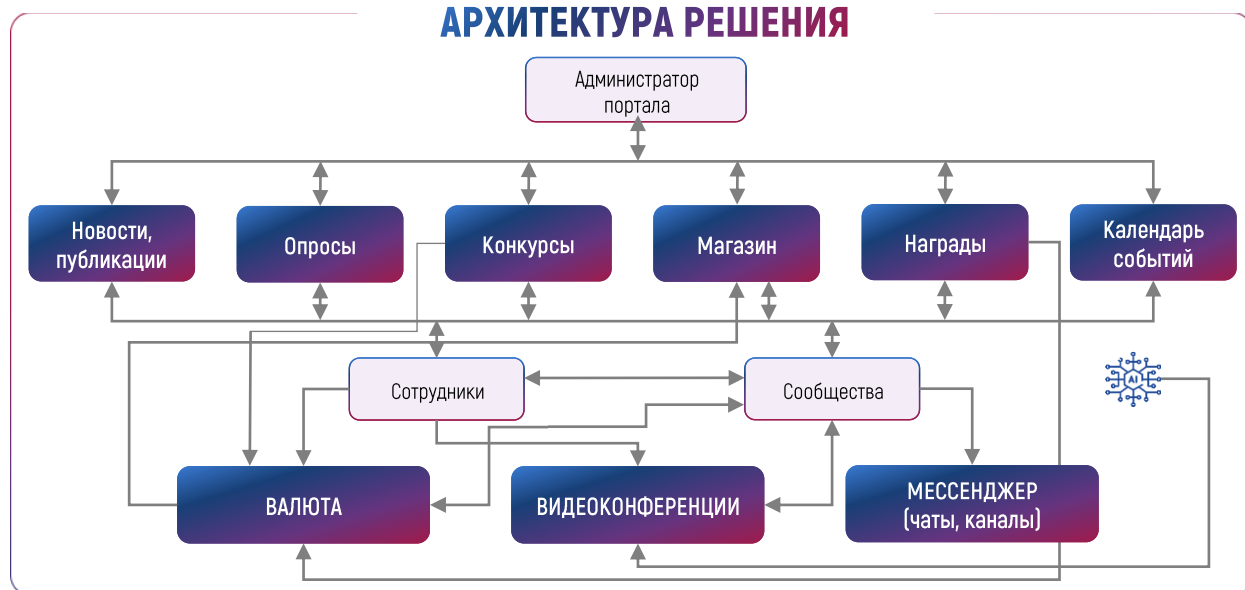 АРХИТЕКТУРА РЕШЕНИЯ
Администратор
портала
Новости,
публикации
Опросы
Конкурсы
Магазин
Награды
Календарь
событий
Сотрудники
Сообщества
AI
ВАЛЮТА
ВИДЕОКОНФЕРЕНЦИИ
МЕССЕНДЖЕР
(чаты, каналы)